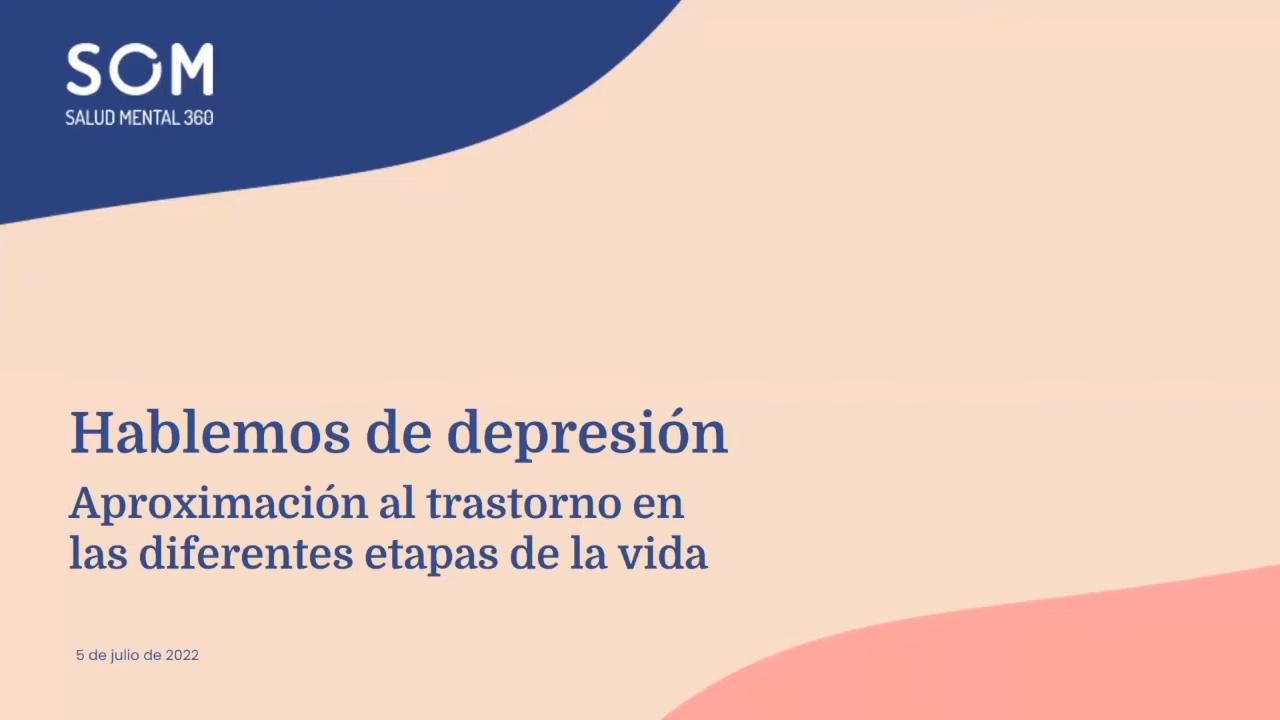 SOM
SALUD MENTAL 360
Hablemos de depresión
Aproximación al trastorno en
las diferentes etapas de la vida
5 de julio de 2022